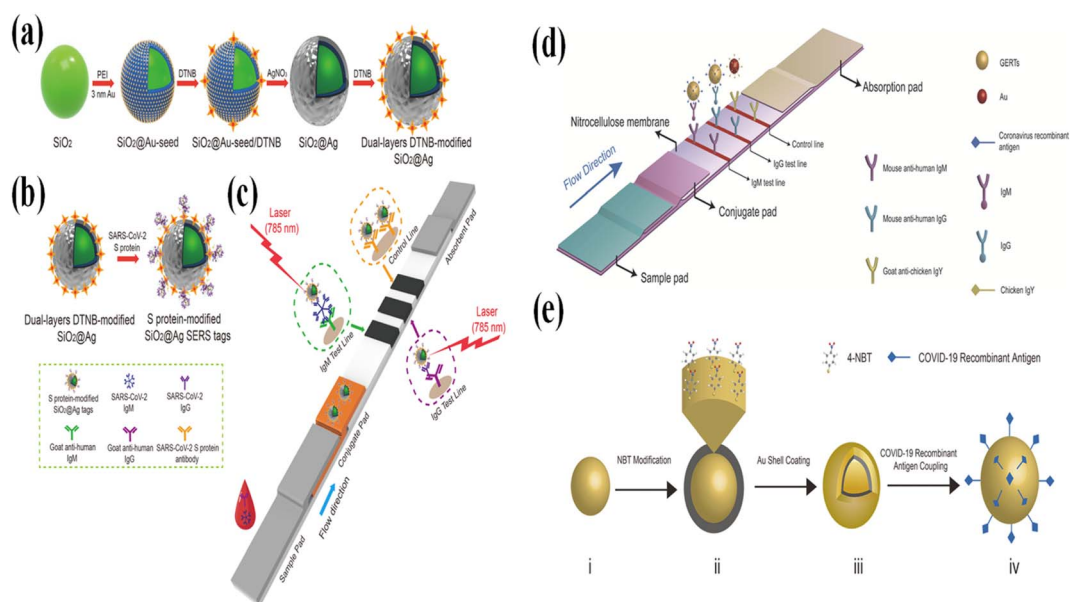 (a)
PEI
3 nm Au
DTNB
AgNO₃
DTNB
SiO₂
SiO₂@Au-seed
SiO₂@Au-seed/DTNB
SiO₂@Ag
Dual-layers DTNB-modified
SiO₂@Ag
(b)
SARS-CoV-2
S protein
Dual-layers DTNB-modified
SiO₂@Ag
S protein-modified
SiO₂@Ag SERS tags
S protein-modified
SiO₂@Ag tags
SARS-CoV-2
IgM
SARS-CoV-2
IgG
Goat anti-human
IgM
Goat anti-human
IgG
SARS-CoV-2 S protein
antibody
(c)
Laser
(785 nm)
Control Line
Absorbent Pad
IgM Test Line
Laser
(785 nm)
IgG Test Line
Conjugate Pad
Flow direction
Sample Pad
(d)
Absorption pad
Nitrocellulose membrane
Control line
IgG test line
IgM test line
Flow Direction
Conjugate pad
Sample pad
GERTs
Au
Coronavirus recombinant
antigen
Mouse anti-human IgM
IgM
Mouse anti-human IgG
IgG
Goat anti-chicken IgY
Chicken IgY
(e)
4-NBT
COVID-19 Recombinant Antigen
NBT Modification
Au Shell Coating
COVID-19 Recombinant
Antigen Coupling
i
ii
iii
iv